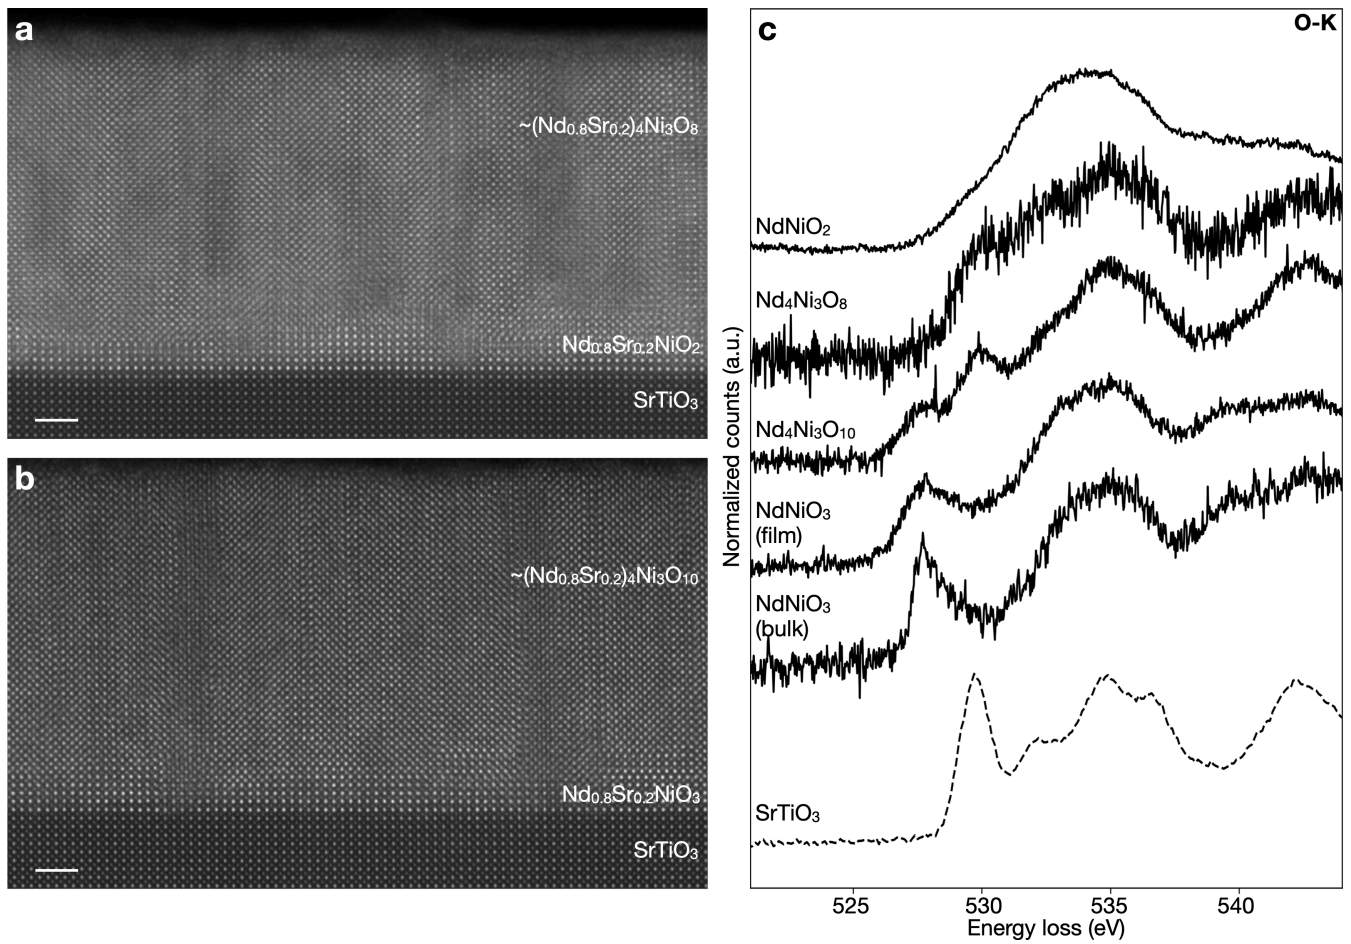 a
~(Nd₀.₈Sr₀.₂)₄Ni₃O₈
Nd₀.₈Sr₀.₂NiO₂
SrTiO₃
b
~(Nd₀.₈Sr₀.₂)₄Ni₃O₁₀
Nd₀.₈Sr₀.₂NiO₃
SrTiO₃
c
O-K
NdNiO₂
Nd₄Ni₃O₈
Nd₄Ni₃O₁₀
NdNiO₃
(film)
NdNiO₃
(bulk)
SrTiO₃
Normalized counts (a.u.)
525 530 535 540
Energy loss (eV)